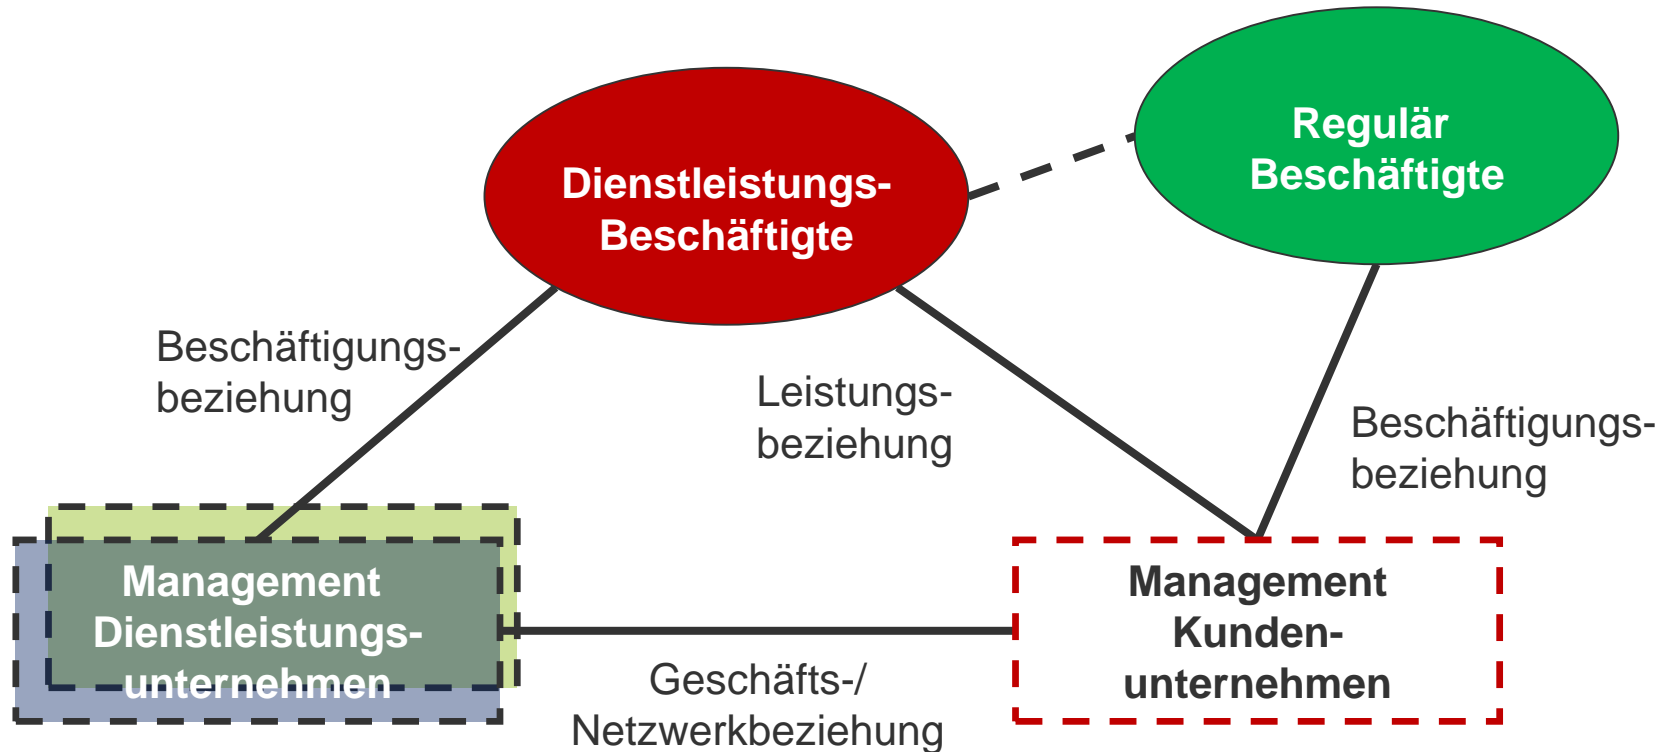 Regulär
Beschäftigte
Dienstleistungs-
Beschäftigte
Beschäftigungs-
beziehung
Leistungs-
beziehung
Beschäftigungs-
beziehung
Management
Dienstleistungs-
unternehmen
Management
Kunden-
unternehmen
Geschäfts-/
Netzwerkbeziehung